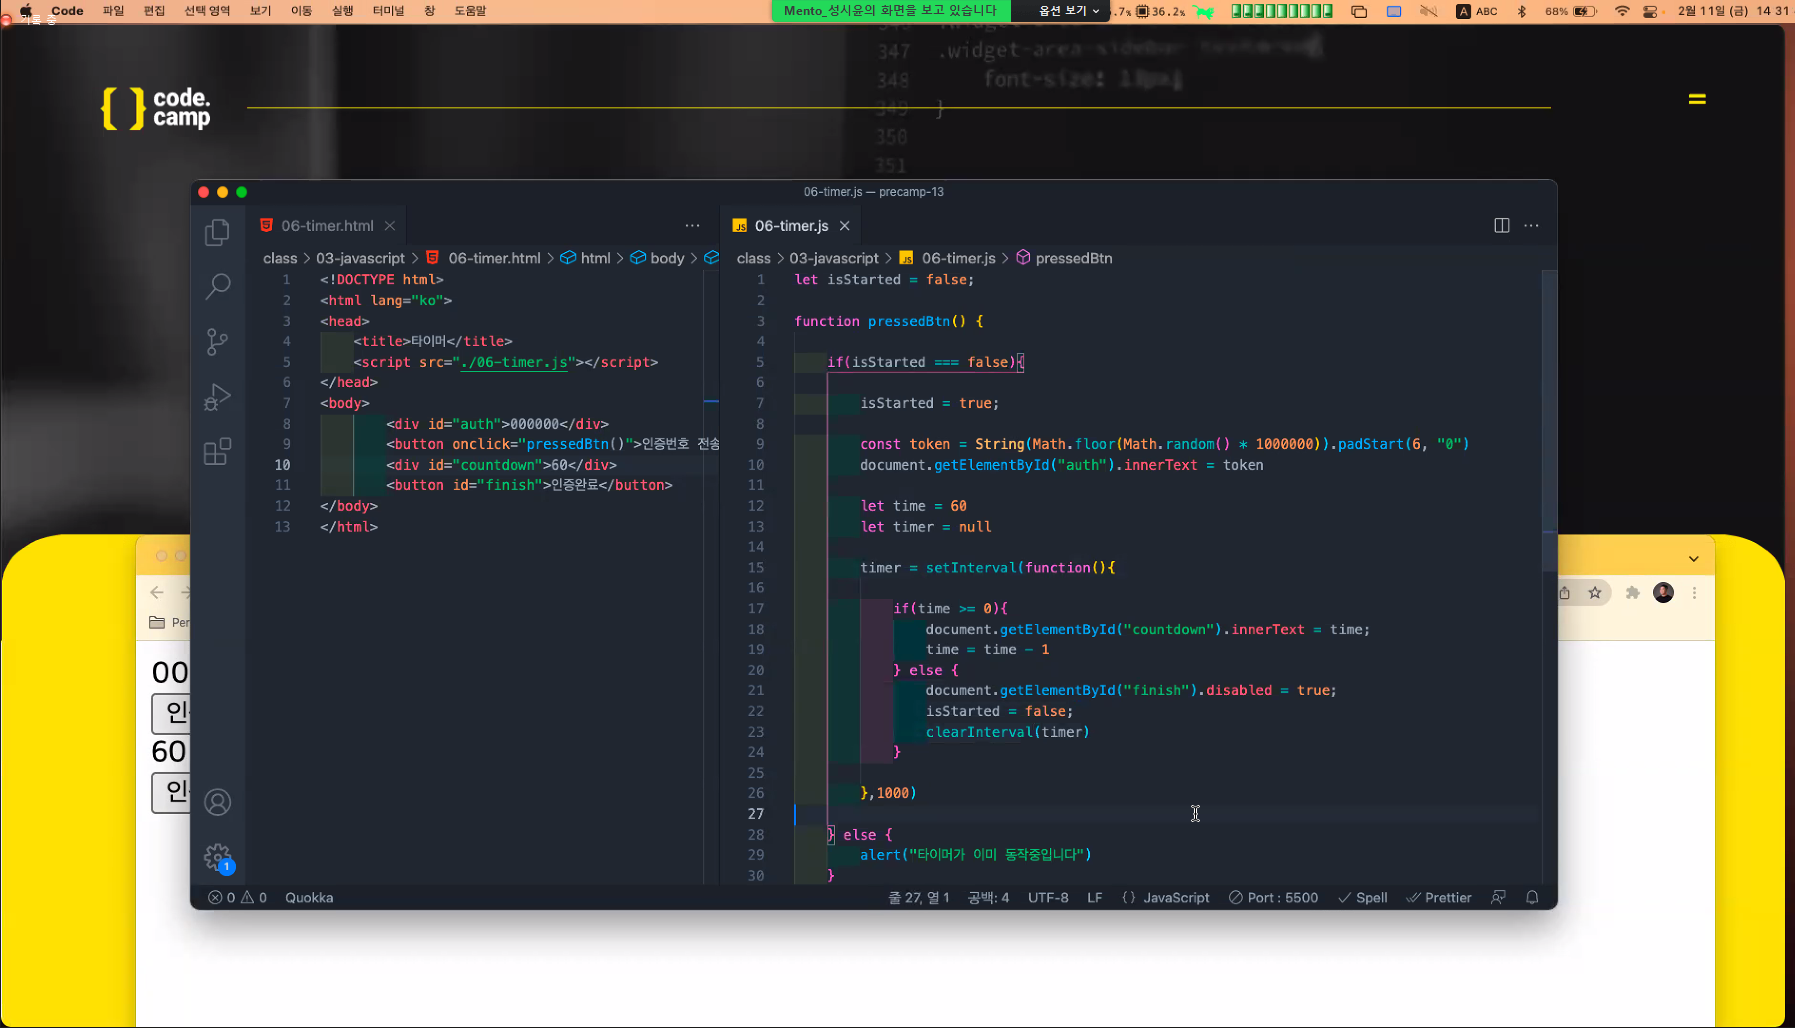 Code 파일 편집 선택 영역 보기 이동 실행 터미널 창 도움말
Mento_성시윤의 화면을 보고 있습니다 옵션 보기
36.2% A ABC 68% 2월 11일 (금) 14 31
347 .widget-area-sidebar
348 font-size: 13px;
349 }
350
351
{ } code.
camp
06-timer.js — precamp-13
06-timer.html
class > 03-javascript > 06-timer.html > html > body >
1 <!DOCTYPE html>
2 <html lang="ko">
3 <head>
4 <title>타이머</title>
5 <script src="./06-timer.js"></script>
6 </head>
7 <body>
8 <div id="auth">000000</div>
9 <button onclick="pressedBtn()">인증번호 전송
10 <div id="countdown">60</div>
11 <button id="finish">인증완료</button>
12 </body>
13 </html>
JS 06-timer.js
class > 03-javascript > JS 06-timer.js > pressedBtn
1 let isStarted = false;
2
3 function pressedBtn() {
4
5 if(isStarted === false){
6
7 isStarted = true;
8
9 const token = String(Math.floor(Math.random() * 1000000)).padStart(6, "0")
10 document.getElementById("auth").innerText = token
11
12 let time = 60
13 let timer = null
14
15 timer = setInterval(function(){
16
17 if(time >= 0){
18 document.getElementById("countdown").innerText = time;
19 time = time - 1
20 } else {
21 document.getElementById("finish").disabled = true;
22 isStarted = false;
23 clearInterval(timer)
24 }
25
26 },1000)
27
28 } else {
29 alert("타이머가 이미 동작중입니다")
30 }
1
0 0 Quokka 줄 27, 열 1 공백: 4 UTF-8 LF { } JavaScript Port : 5500 Spell Prettier
Per
00
인
60
인